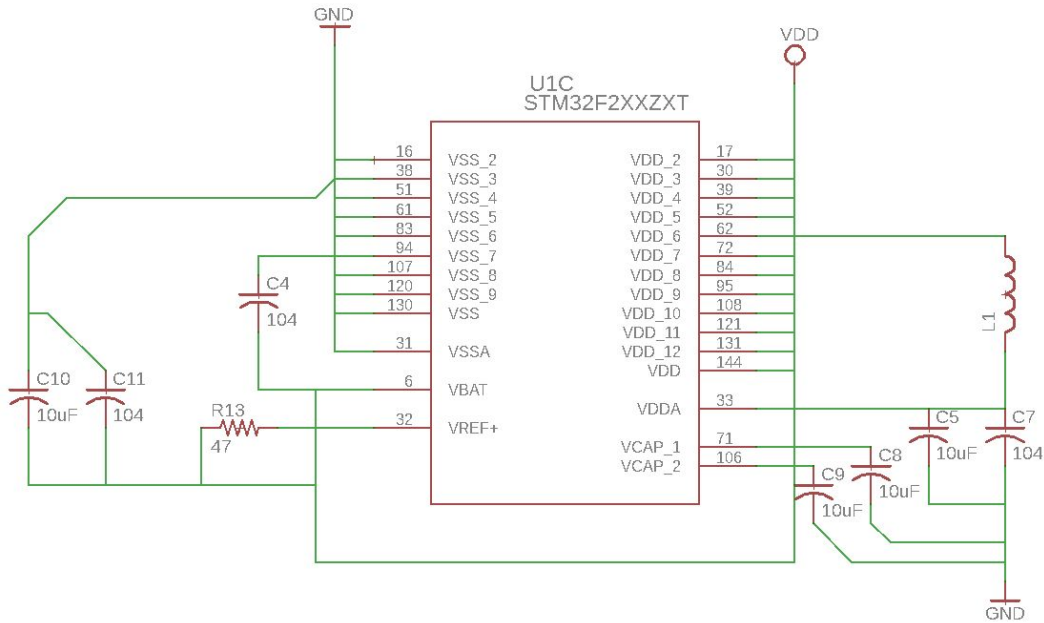 GND
VDD
U1C
STM32F2XXZXT
16 VSS_2 VDD_2 17
38 VSS_3 VDD_3 30
51 VSS_4 VDD_4 39
61 VSS_5 VDD_5 52
83 VSS_6 VDD_6 62
94 VSS_7 VDD_7 72
107 VSS_8 VDD_8 84
120 VSS_9 VDD_9 95
130 VSS VDD_10 108
VDD_11 121
31 VSSA VDD_12 131
VDD 144
6 VBAT
VDDA 33
32 VREF+
VCAP_1 71
VCAP_2 106
C4
104
L1
C10
10uF
C11
104
R13
47
C5
10uF
C7
104
C8
10uF
C9
10uF
GND